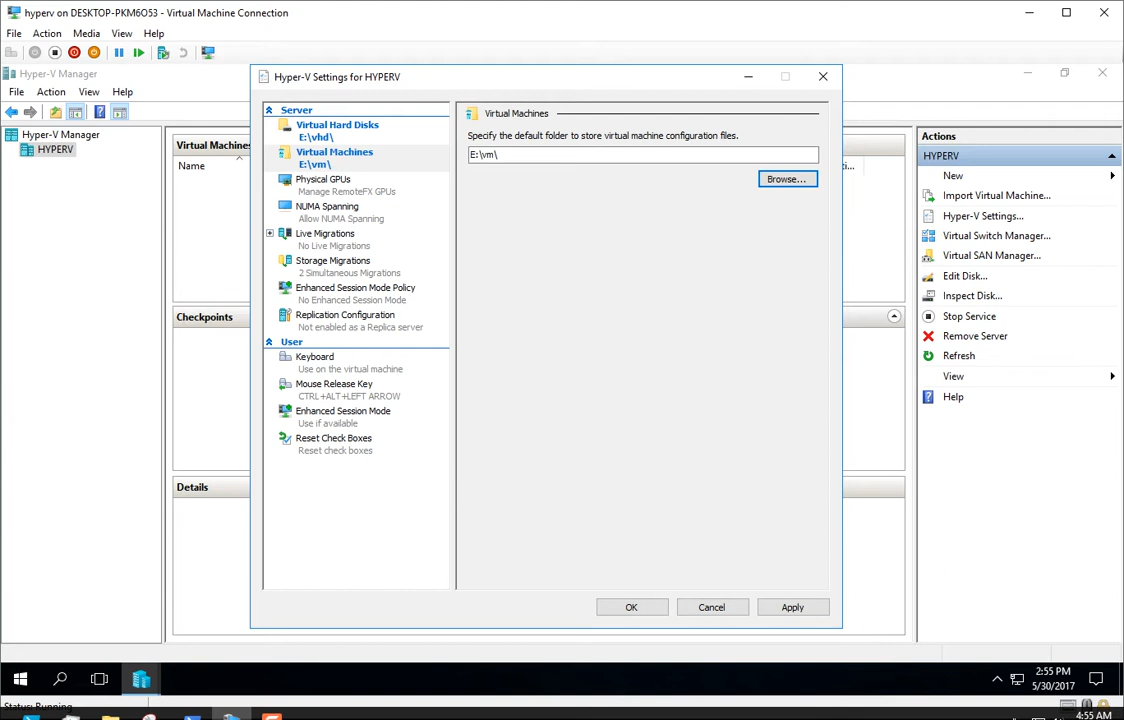 hyperv on DESKTOP-PKM6O53 - Virtual Machine Connection
File Action Media View Help
Hyper-V Manager
File Action View Help
Hyper-V Manager
HYPERV
Virtual Machines
Name
Checkpoints
Details
Hyper-V Settings for HYPERV
Server
Virtual Hard Disks
E:\vhd\
Virtual Machines
E:\vm\
Physical GPUs
Manage RemoteFX GPUs
NUMA Spanning
Allow NUMA Spanning
Live Migrations
No Live Migrations
Storage Migrations
2 Simultaneous Migrations
Enhanced Session Mode Policy
No Enhanced Session Mode
Replication Configuration
Not enabled as a Replica server
User
Keyboard
Use on the virtual machine
Mouse Release Key
CTRL+ALT+LEFT ARROW
Enhanced Session Mode
Use if available
Reset Check Boxes
Reset check boxes
Virtual Machines
Specify the default folder to store virtual machine configuration files.
E:\vm\
Browse...
OK Cancel Apply
Actions
HYPERV
New
Import Virtual Machine...
Hyper-V Settings...
Virtual Switch Manager...
Virtual SAN Manager...
Edit Disk...
Inspect Disk...
Stop Service
Remove Server
Refresh
View
Help
2:55 PM
5/30/2017
Status: Running
4:55 AM